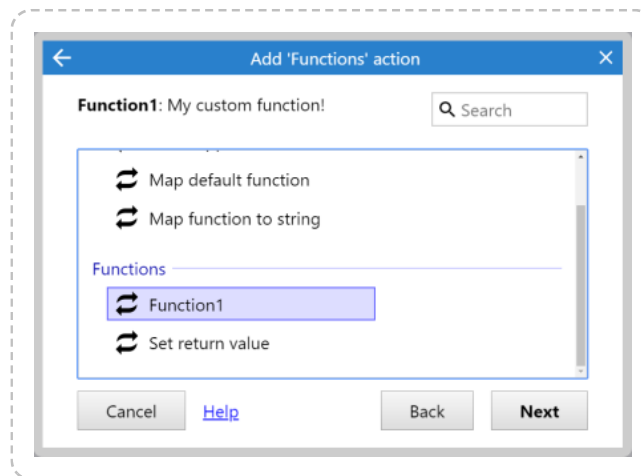 Add 'Functions' action
Function1: My custom function!
Search
Map default function
Map function to string
Functions
Function1
Set return value
Cancel
Help
Back
Next